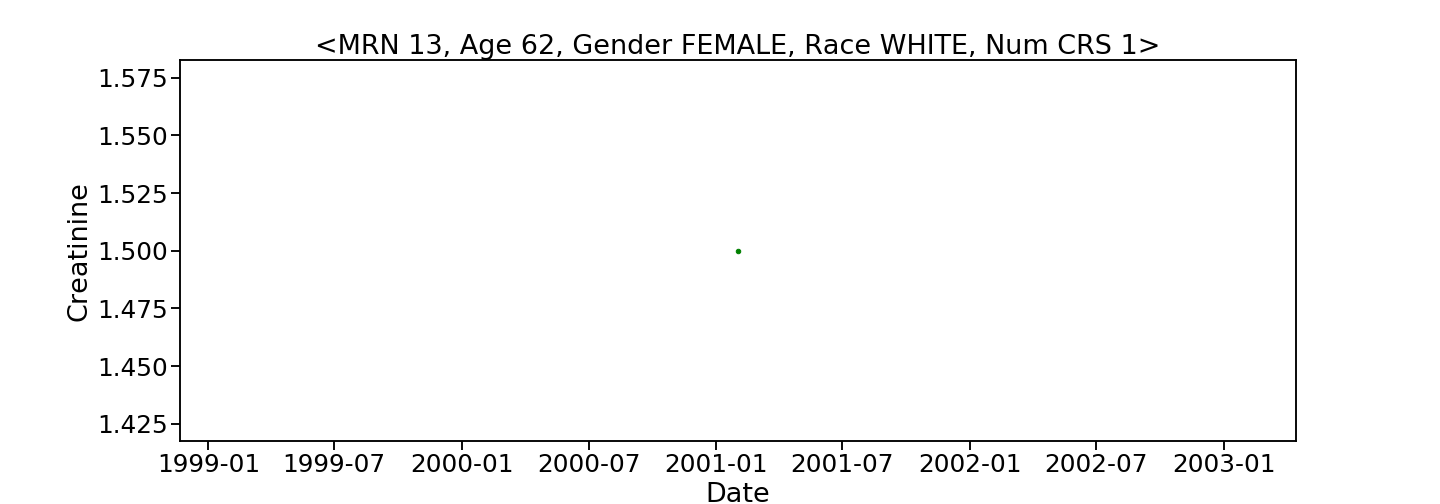 <MRN 13, Age 62, Gender FEMALE, Race WHITE, Num CRS 1>
1.575
1.550
1.525
1.500
1.475
1.450
1.425
Creatinine
1999-01 1999-07 2000-01 2000-07 2001-01 2001-07 2002-01 2002-07 2003-01
Date